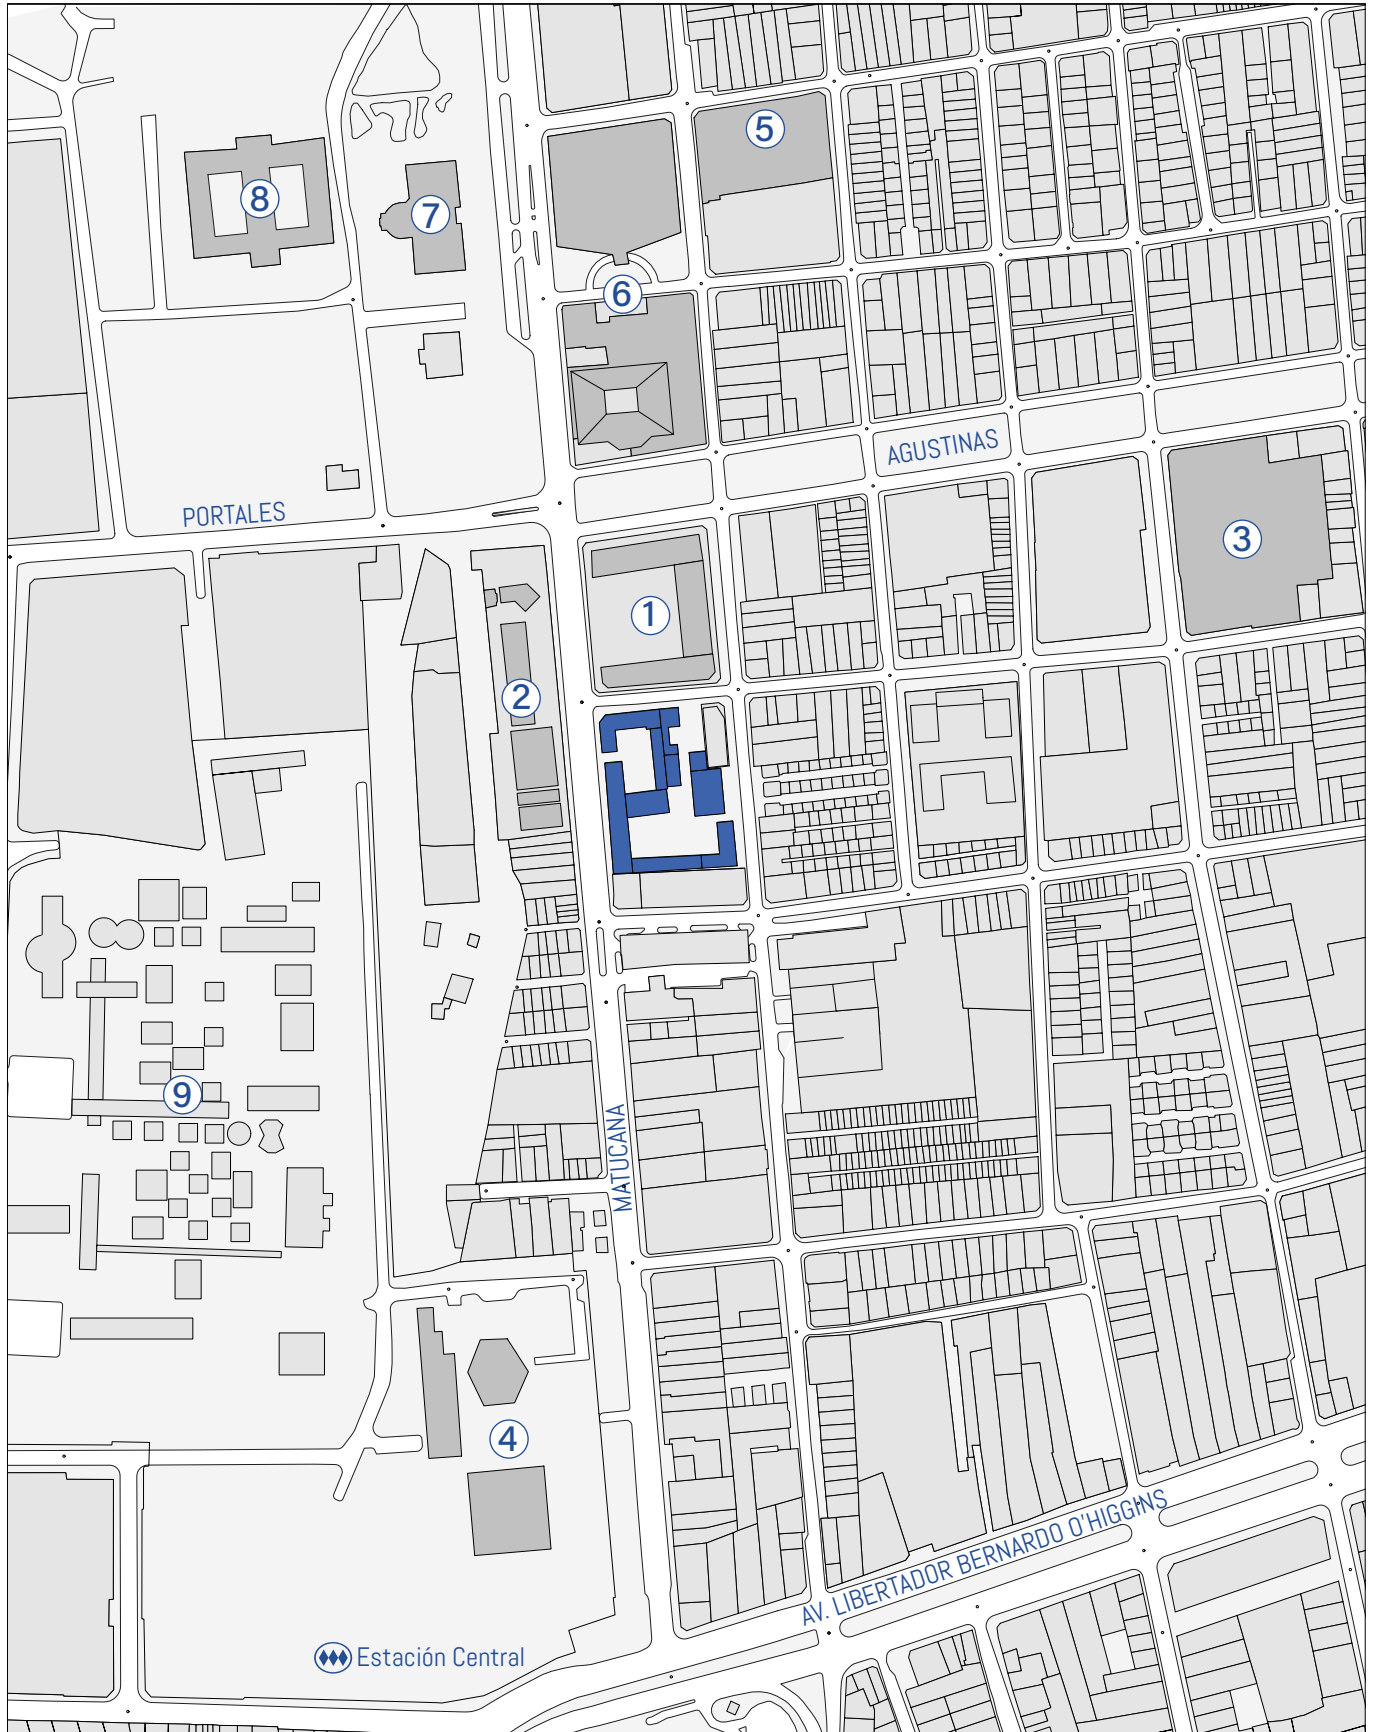 5
8
7
6
AGUSTINAS
PORTALES
3
1
2
9
MATUCANA
4
AV. LIBERTADOR BERNARDO O'HIGGINS
Estación Central